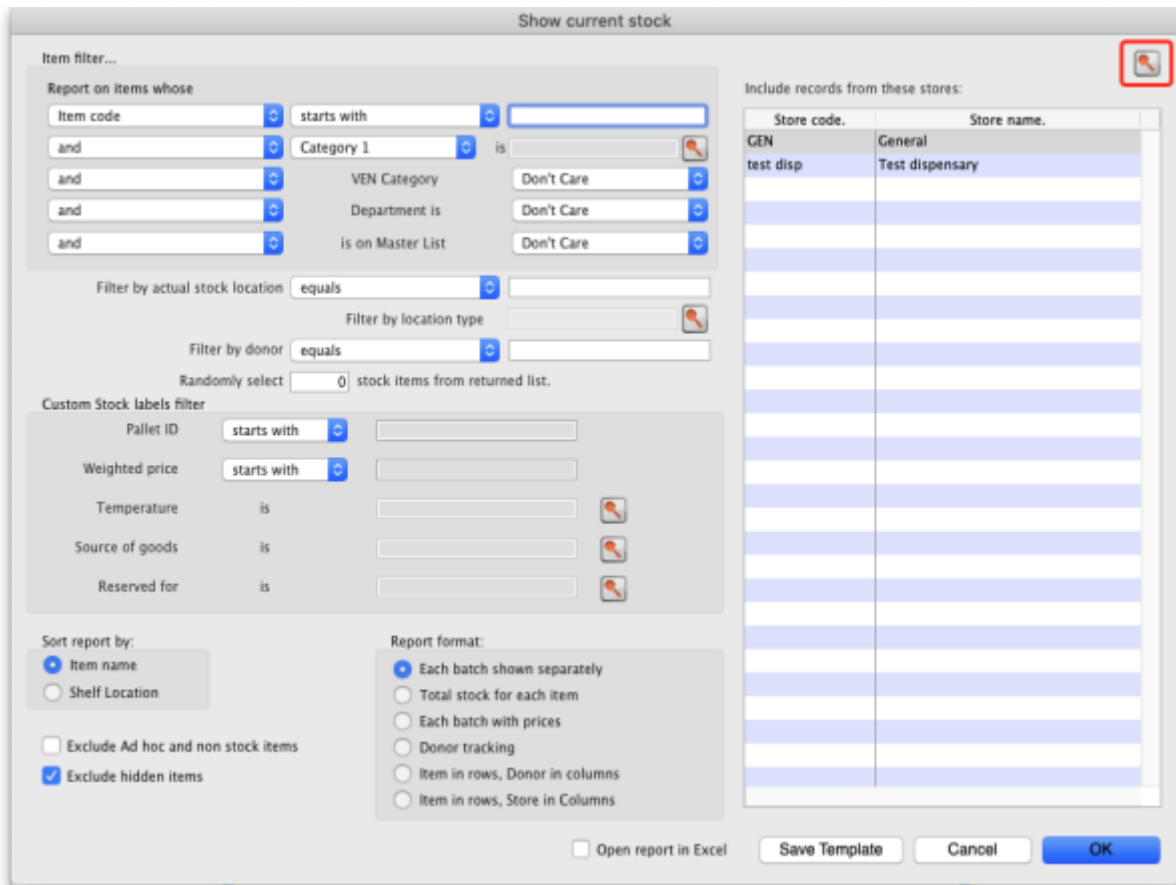 Show current stock
Item filter...
Report on items whose
Item code starts with
and Category 1 is
and VEN Category Don't Care
and Department is Don't Care
and is on Master List Don't Care
Filter by actual stock location equals
Filter by location type
Filter by donor equals
Randomly select 0 stock items from returned list.
Custom Stock labels filter
Pallet ID starts with
Weighted price starts with
Temperature is
Source of goods is
Reserved for is
Sort report by:
Item name
Shelf Location
Exclude Ad hoc and non stock items
Exclude hidden items
Report format:
Each batch shown separately
Total stock for each item
Each batch with prices
Donor tracking
Item in rows, Donor in columns
Item in rows, Store in Columns
Include records from these stores:
Store code. Store name.
GEN General
test disp Test dispensary
Open report in Excel Save Template Cancel OK